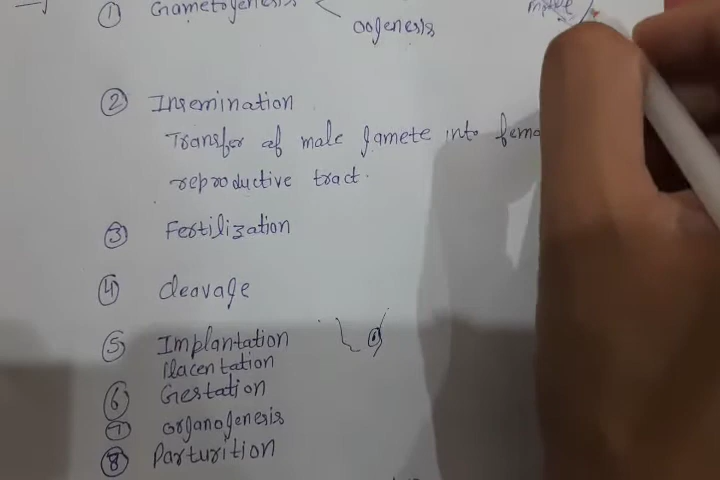 ① Gametogenesis
oogenesis
② Insemination
Transfer of male gamete into fema
reproductive tract.
③ Fertilization
④ cleavage
⑤ Implantation
Placentation
⑥ Gestation
⑦ organogenesis
⑧ Parturition